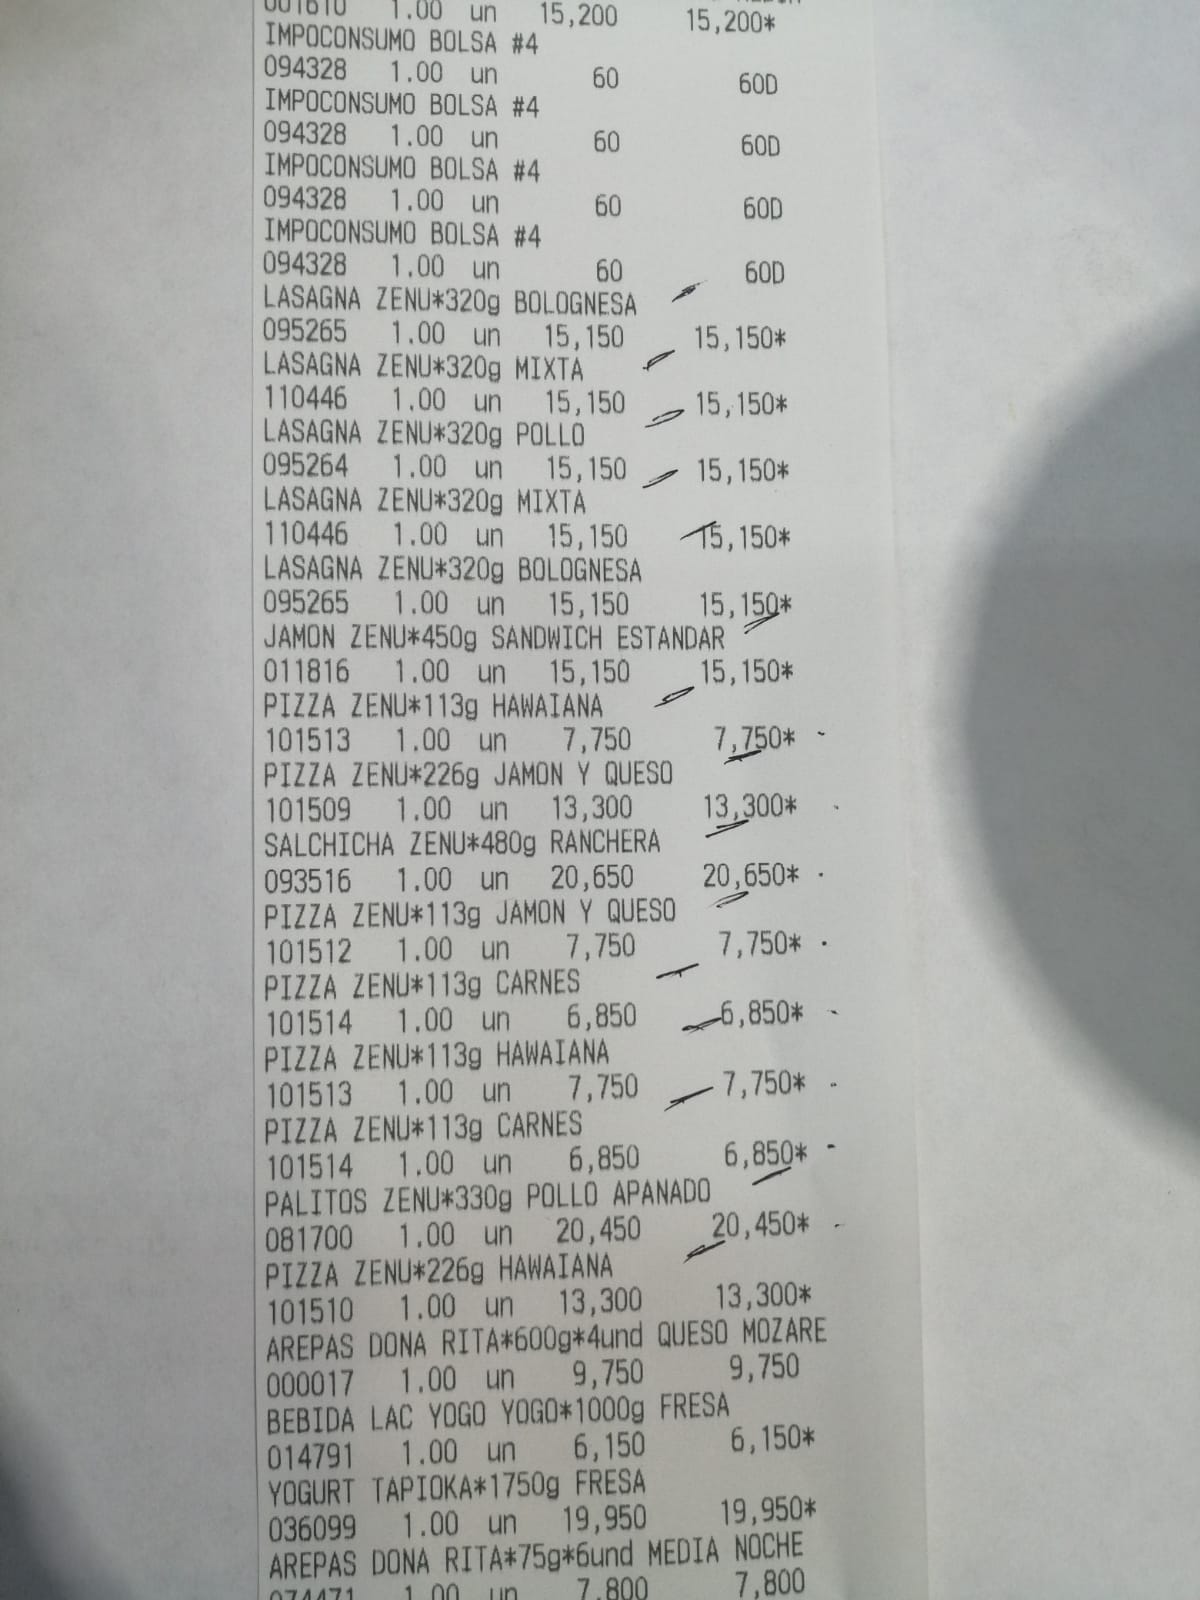 001610 1.00 un 15,200 15,200*
IMPOCONSUMO BOLSA #4
094328 1.00 un 60 60D
IMPOCONSUMO BOLSA #4
094328 1.00 un 60 60D
IMPOCONSUMO BOLSA #4
094328 1.00 un 60 60D
IMPOCONSUMO BOLSA #4
094328 1.00 un 60 60D
LASAGNA ZENU*320g BOLOGNESA
095265 1.00 un 15,150 15,150*
LASAGNA ZENU*320g MIXTA
110446 1.00 un 15,150 15,150*
LASAGNA ZENU*320g POLLO
095264 1.00 un 15,150 15,150*
LASAGNA ZENU*320g MIXTA
110446 1.00 un 15,150 15,150*
LASAGNA ZENU*320g BOLOGNESA
095265 1.00 un 15,150 15,150*
JAMON ZENU*450g SANDWICH ESTANDAR
011816 1.00 un 15,150 15,150*
PIZZA ZENU*113g HAWAIANA
101513 1.00 un 7,750 7,750*
PIZZA ZENU*226g JAMON Y QUESO
101509 1.00 un 13,300 13,300*
SALCHICHA ZENU*480g RANCHERA
093516 1.00 un 20,650 20,650*
PIZZA ZENU*113g JAMON Y QUESO
101512 1.00 un 7,750 7,750*
PIZZA ZENU*113g CARNES
101514 1.00 un 6,850 6,850*
PIZZA ZENU*113g HAWAIANA
101513 1.00 un 7,750 7,750*
PIZZA ZENU*113g CARNES
101514 1.00 un 6,850 6,850*
PALITOS ZENU*330g POLLO APANADO
081700 1.00 un 20,450 20,450*
PIZZA ZENU*226g HAWAIANA
101510 1.00 un 13,300 13,300*
AREPAS DONA RITA*600g*4und QUESO MOZARE
000017 1.00 un 9,750 9,750
BEBIDA LAC YOGO YOGO*1000g FRESA
014791 1.00 un 6,150 6,150*
YOGURT TAPIOKA*1750g FRESA
036099 1.00 un 19,950 19,950*
AREPAS DONA RITA*75g*6und MEDIA NOCHE
074471 1.00 un 7,800 7,800